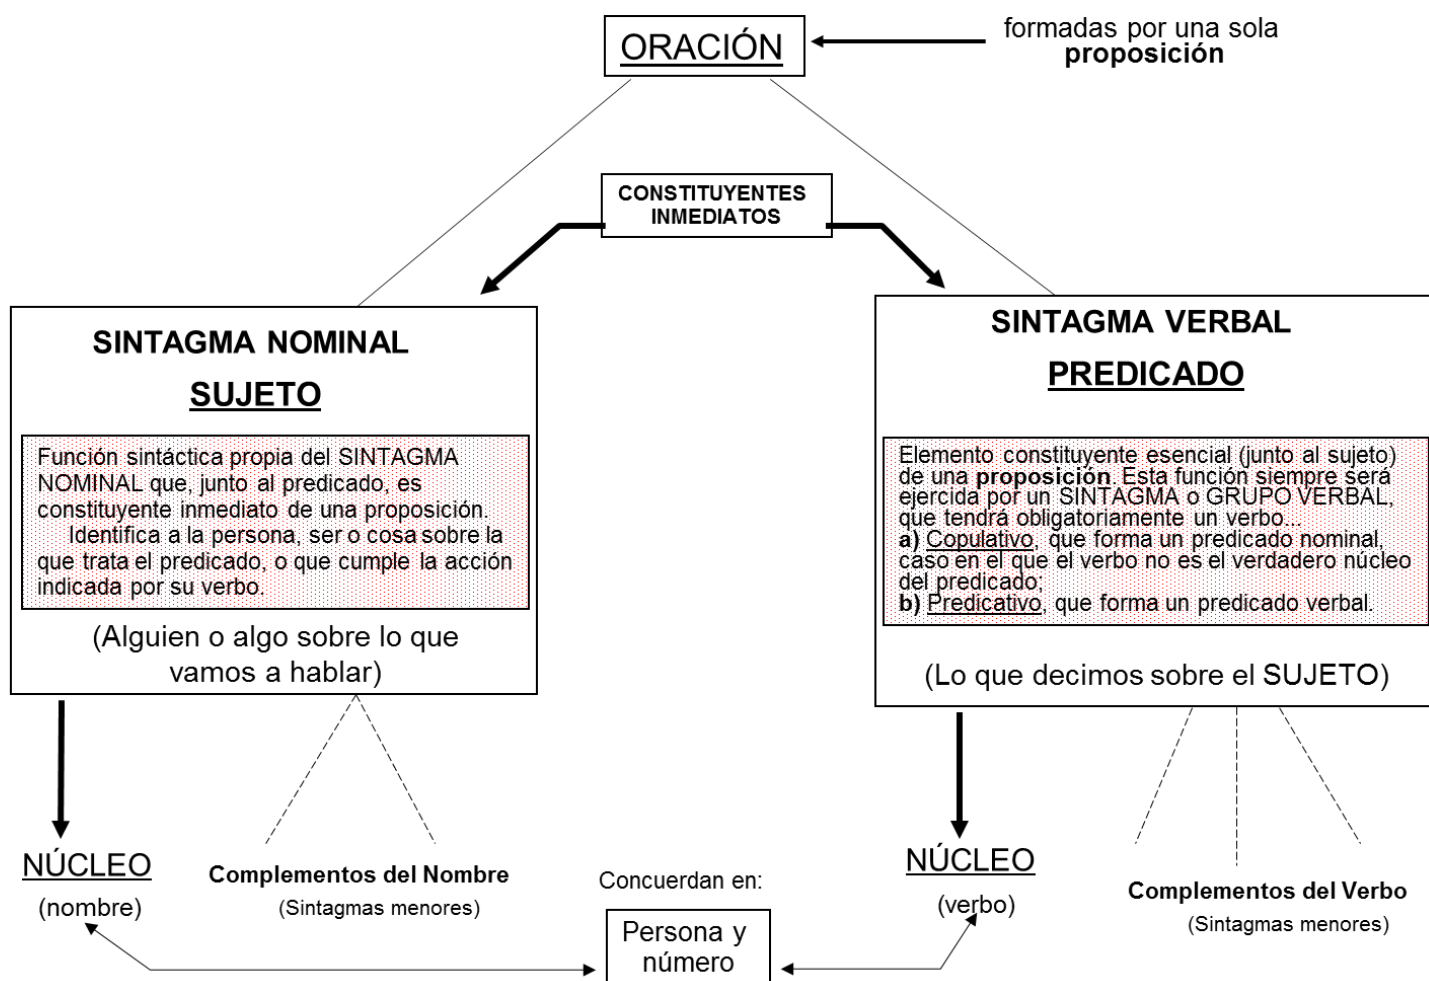 ORACIÓN
formadas por una sola
proposición
CONSTITUYENTES
INMEDIATOS
SINTAGMA NOMINAL
SUJETO
Función sintáctica propia del SINTAGMA
NOMINAL que, junto al predicado, es
constituyente inmediato de una proposición.
Identifica a la persona, ser o cosa sobre la
que trata el predicado, o que cumple la acción
indicada por su verbo.
(Alguien o algo sobre lo que
vamos a hablar)
SINTAGMA VERBAL
PREDICADO
Elemento constituyente esencial (junto al sujeto)
de una proposición. Esta función siempre será
ejercida por un SINTAGMA o GRUPO VERBAL,
que tendrá obligatoriamente un verbo...
a) Copulativo, que forma un predicado nominal,
caso en el que el verbo no es el verdadero núcleo
del predicado;
b) Predicativo, que forma un predicado verbal.
(Lo que decimos sobre el SUJETO)
NÚCLEO
(nombre)
Complementos del Nombre
(Sintagmas menores)
Concuerdan en:
Persona y
número
NÚCLEO
(verbo)
Complementos del Verbo
(Sintagmas menores)